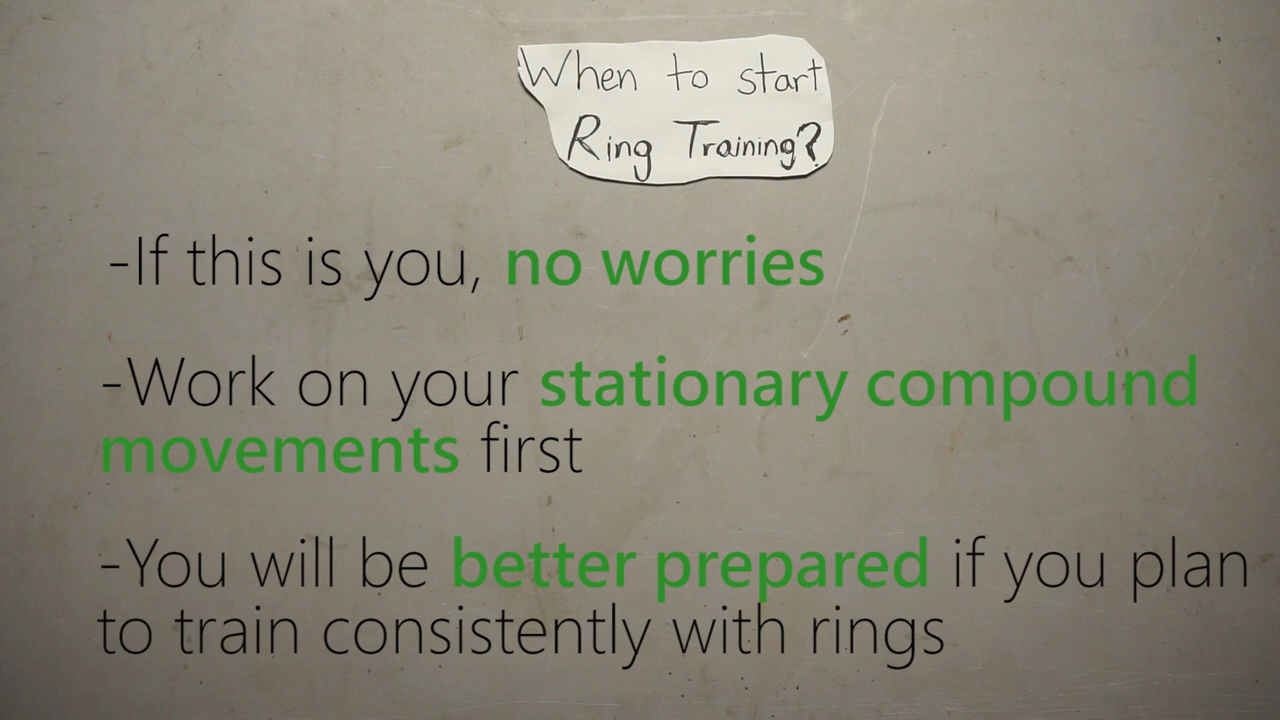 When to start
Ring Training?
-If this is you, no worries
-Work on your stationary compound
movements first
-You will be better prepared if you plan
to train consistently with rings